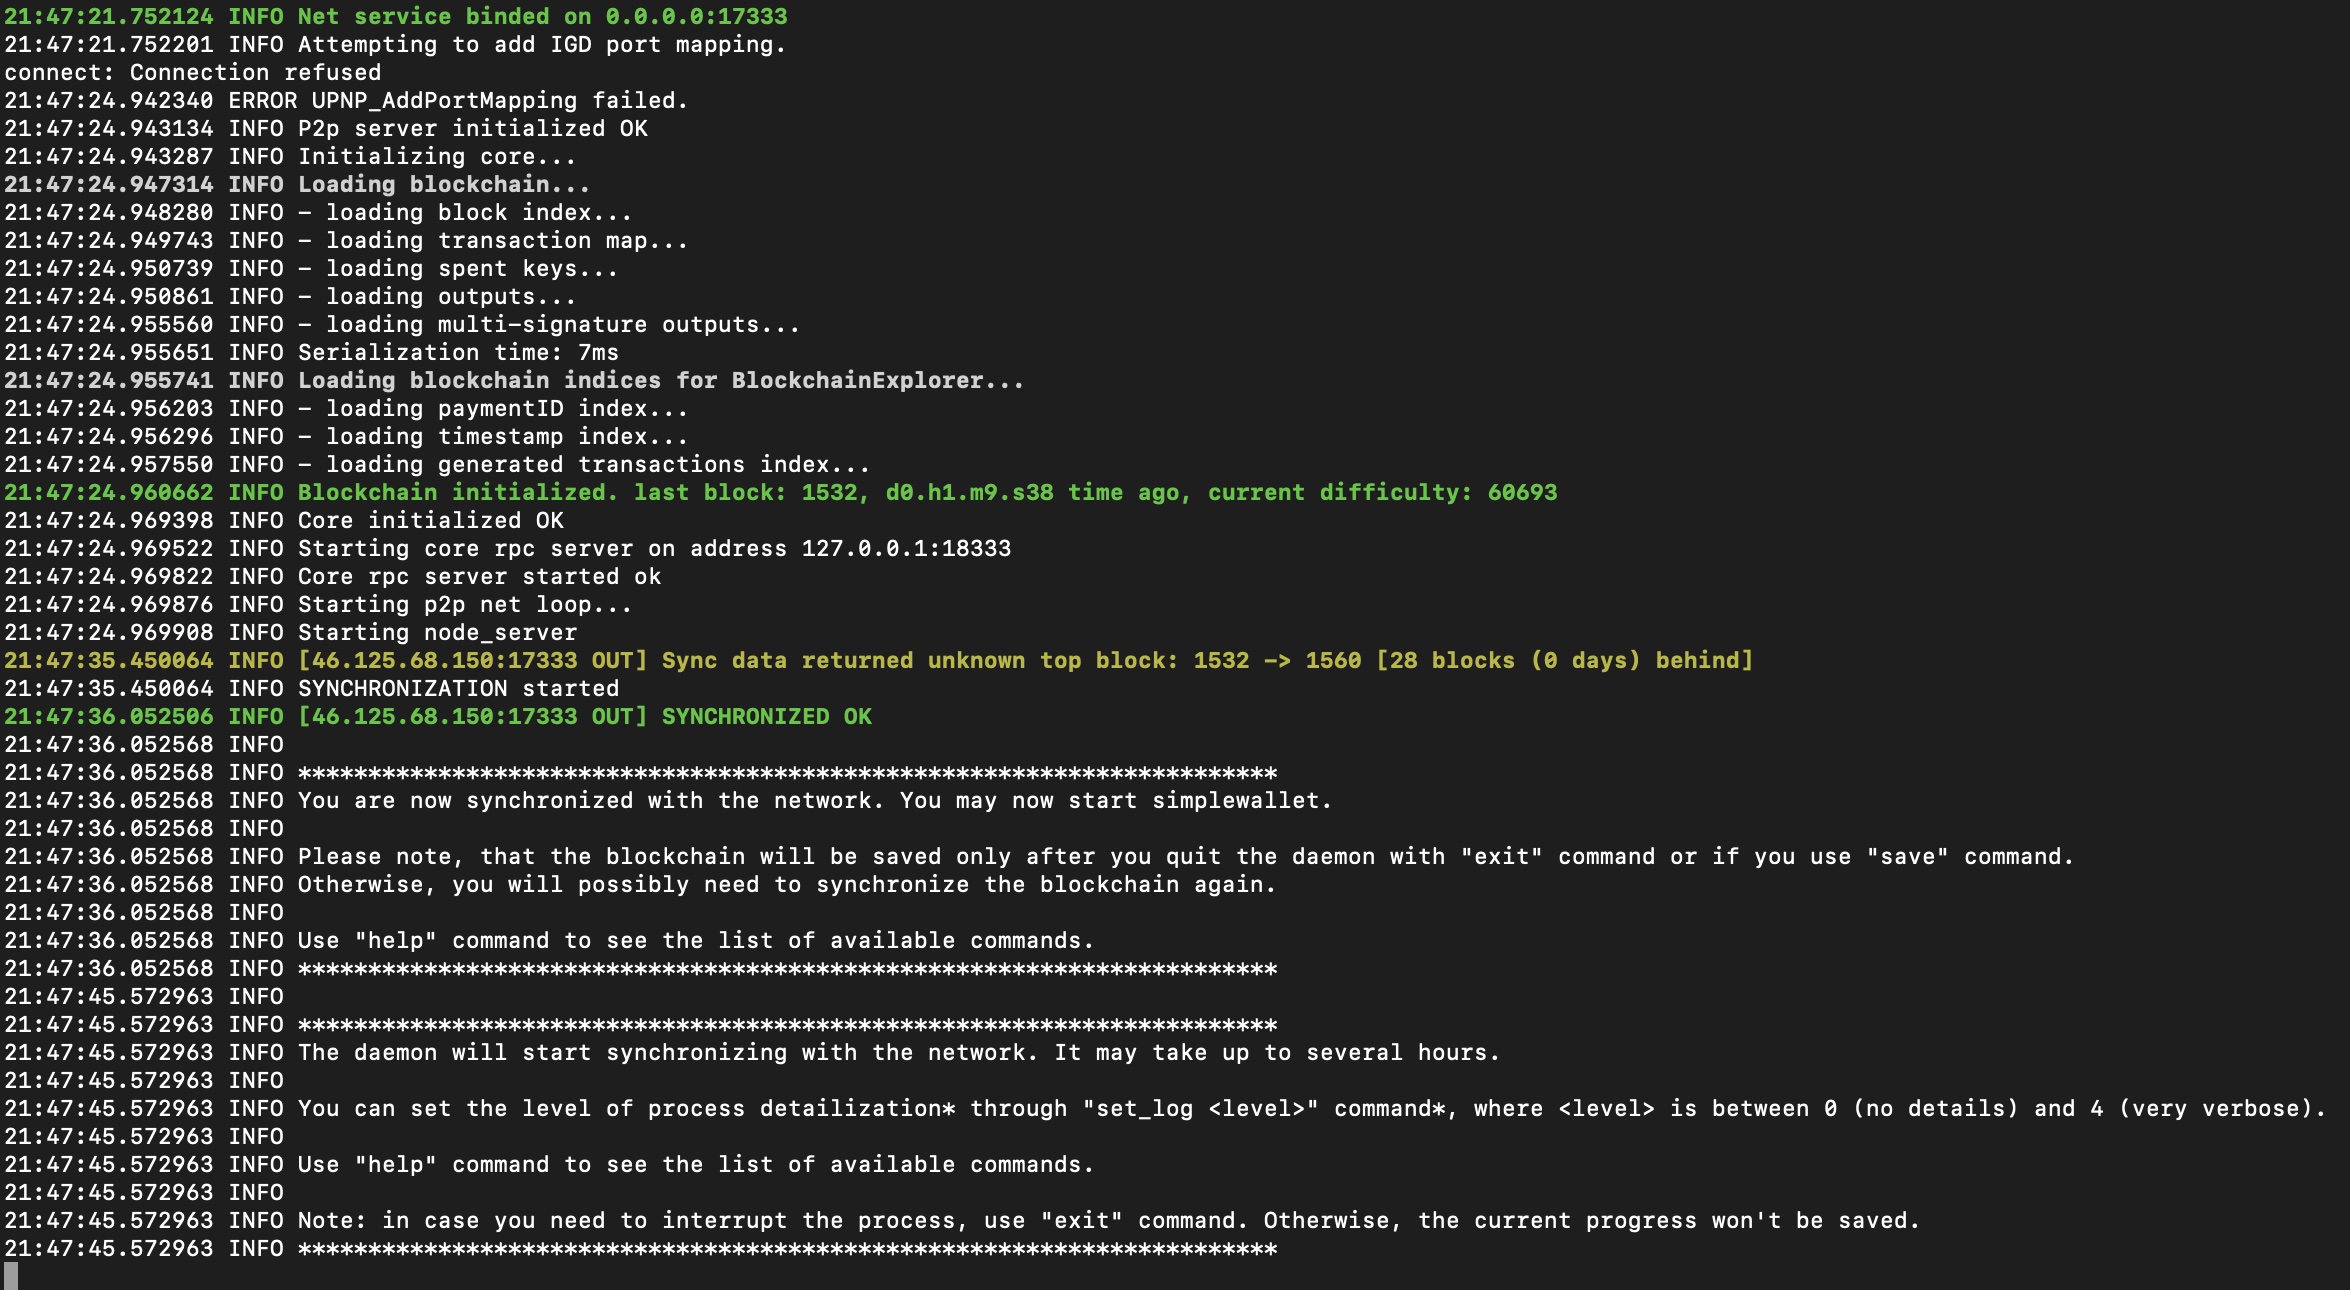 21:47:21.752124 INFO Net service binded on 0.0.0.0:17333
21:47:21.752201 INFO Attempting to add IGD port mapping.
connect: Connection refused
21:47:24.942340 ERROR UPNP_AddPortMapping failed.
21:47:24.943134 INFO P2p server initialized OK
21:47:24.943287 INFO Initializing core...
21:47:24.947314 INFO Loading blockchain...
21:47:24.948280 INFO – loading block index...
21:47:24.949743 INFO – loading transaction map...
21:47:24.950739 INFO – loading spent keys...
21:47:24.950861 INFO – loading outputs...
21:47:24.955560 INFO – loading multi-signature outputs...
21:47:24.955651 INFO Serialization time: 7ms
21:47:24.955741 INFO Loading blockchain indices for BlockchainExplorer...
21:47:24.956203 INFO – loading paymentID index...
21:47:24.956296 INFO – loading timestamp index...
21:47:24.957550 INFO – loading generated transactions index...
21:47:24.960662 INFO Blockchain initialized. last block: 1532, d0.h1.m9.s38 time ago, current difficulty: 60693
21:47:24.969398 INFO Core initialized OK
21:47:24.969522 INFO Starting core rpc server on address 127.0.0.1:18333
21:47:24.969822 INFO Core rpc server started ok
21:47:24.969876 INFO Starting p2p net loop...
21:47:24.969908 INFO Starting node_server
21:47:35.450064 INFO [46.125.68.150:17333 OUT] Sync data returned unknown top block: 1532 -> 1560 [28 blocks (0 days) behind]
21:47:35.450064 INFO SYNCHRONIZATION started
21:47:36.052506 INFO [46.125.68.150:17333 OUT] SYNCHRONIZED OK
21:47:36.052568 INFO
21:47:36.052568 INFO **********************************************************************
21:47:36.052568 INFO You are now synchronized with the network. You may now start simplewallet.
21:47:36.052568 INFO
21:47:36.052568 INFO Please note, that the blockchain will be saved only after you quit the daemon with "exit" command or if you use "save" command.
21:47:36.052568 INFO Otherwise, you will possibly need to synchronize the blockchain again.
21:47:36.052568 INFO
21:47:36.052568 INFO Use "help" command to see the list of available commands.
21:47:36.052568 INFO **********************************************************************
21:47:45.572963 INFO
21:47:45.572963 INFO **********************************************************************
21:47:45.572963 INFO The daemon will start synchronizing with the network. It may take up to several hours.
21:47:45.572963 INFO
21:47:45.572963 INFO You can set the level of process detailization* through "set_log <level>" command*, where <level> is between 0 (no details) and 4 (very verbose).
21:47:45.572963 INFO
21:47:45.572963 INFO Use "help" command to see the list of available commands.
21:47:45.572963 INFO
21:47:45.572963 INFO Note: in case you need to interrupt the process, use "exit" command. Otherwise, the current progress won't be saved.
21:47:45.572963 INFO **********************************************************************